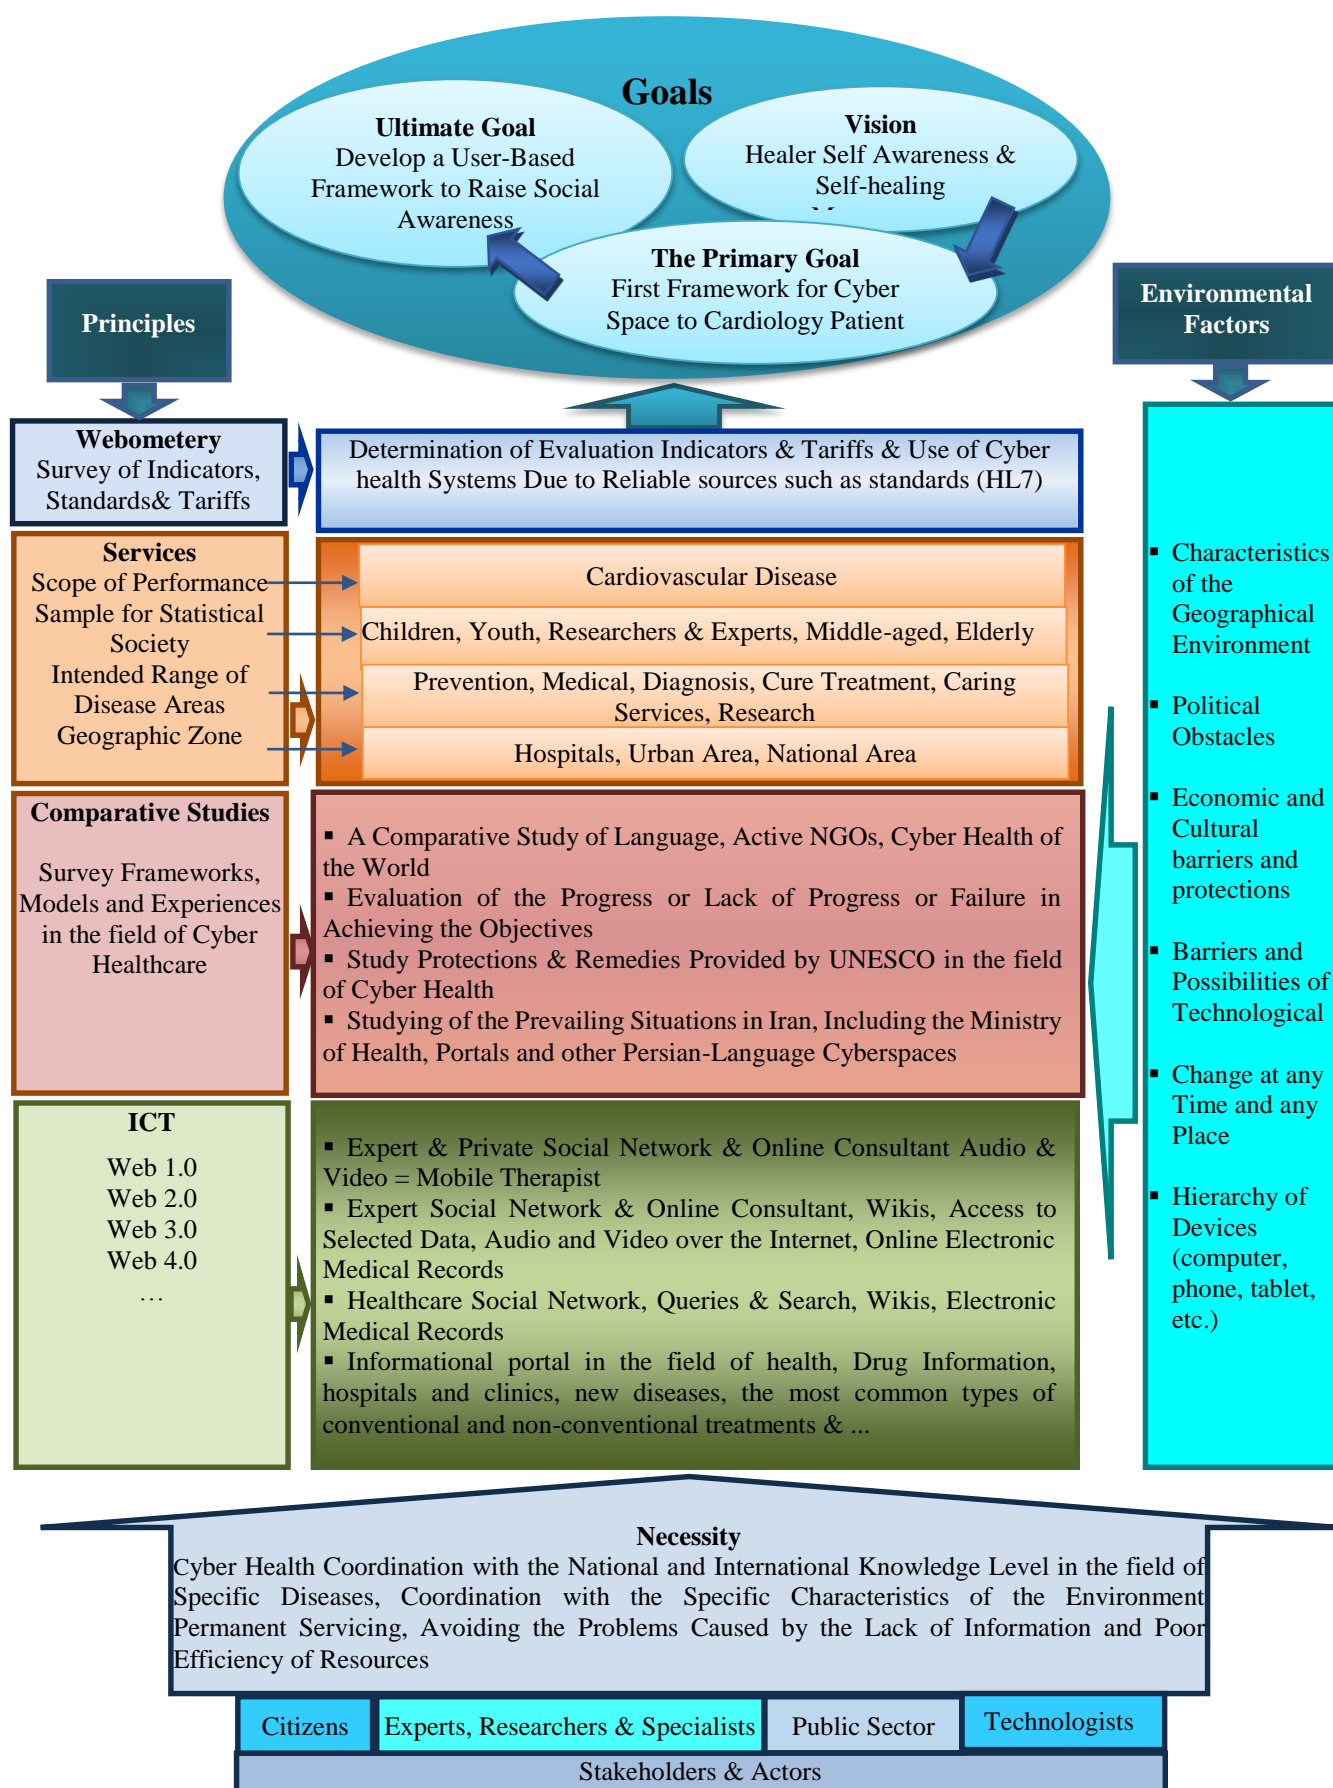 Goals
Ultimate Goal
Develop a User-Based
Framework to Raise Social
Awareness
Vision
Healer Self Awareness &
Self-healing
The Primary Goal
First Framework for Cyber
Space to Cardiology Patient
Principles
Environmental
Factors
Webometery
Survey of Indicators,
Standards& Tariffs
Determination of Evaluation Indicators & Tariffs & Use of Cyber
health Systems Due to Reliable sources such as standards (HL7)
Services
Scope of Performance
Sample for Statistical
Society
Intended Range of
Disease Areas
Geographic Zone
Cardiovascular Disease
Children, Youth, Researchers & Experts, Middle-aged, Elderly
Prevention, Medical, Diagnosis, Cure Treatment, Caring
Services, Research
Hospitals, Urban Area, National Area
Comparative Studies
Survey Frameworks,
Models and Experiences
in the field of Cyber
Healthcare
▪ A Comparative Study of Language, Active NGOs, Cyber Health of
the World
▪ Evaluation of the Progress or Lack of Progress or Failure in
Achieving the Objectives
▪ Study Protections & Remedies Provided by UNESCO in the field
of Cyber Health
▪ Studying of the Prevailing Situations in Iran, Including the Ministry
of Health, Portals and other Persian-Language Cyberspaces
ICT
Web 1.0
Web 2.0
Web 3.0
Web 4.0
…
▪ Expert & Private Social Network & Online Consultant Audio &
Video = Mobile Therapist
▪ Expert Social Network & Online Consultant, Wikis, Access to
Selected Data, Audio and Video over the Internet, Online Electronic
Medical Records
▪ Healthcare Social Network, Queries & Search, Wikis, Electronic
Medical Records
▪ Informational portal in the field of health, Drug Information,
hospitals and clinics, new diseases, the most common types of
conventional and non-conventional treatments & ...
▪ Characteristics
of the
Geographical
Environment
▪ Political
Obstacles
▪ Economic and
Cultural
barriers and
protections
▪ Barriers and
Possibilities of
Technological
▪ Change at any
Time and any
Place
▪ Hierarchy of
Devices
(computer,
phone, tablet,
etc.)
Necessity
Cyber Health Coordination with the National and International Knowledge Level in the field of
Specific Diseases, Coordination with the Specific Characteristics of the Environment
Permanent Servicing, Avoiding the Problems Caused by the Lack of Information and Poor
Efficiency of Resources
Citizens
Experts, Researchers & Specialists
Public Sector
Technologists
Stakeholders & Actors